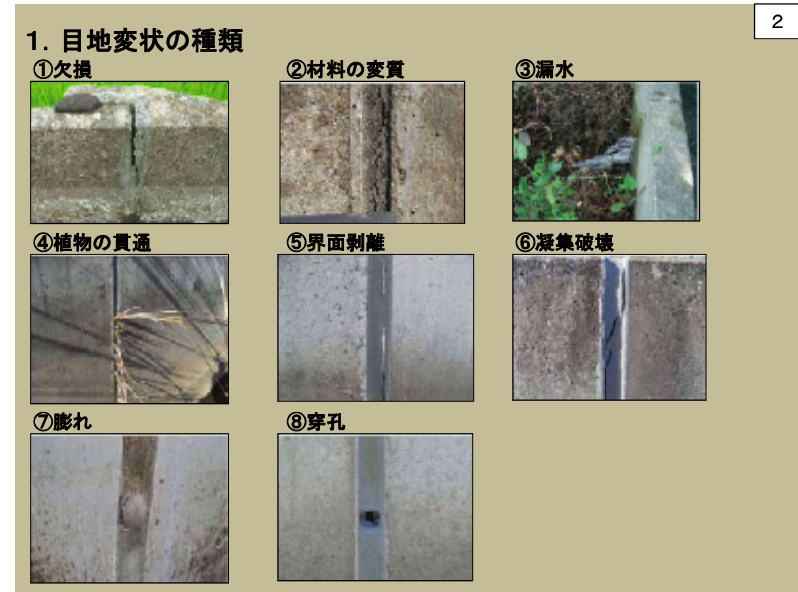 2
1．目地変状の種類
①欠損
②材料の変質
③漏水
④植物の貫通
⑤界面剥離
⑥凝集破壊
⑦膨れ
⑧穿孔